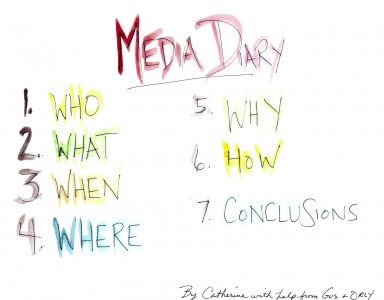 MEDIA DIARY
1. WHO
2. WHAT
3. WHEN
4. WHERE
5. WHY
6. HOW
7. CONCLUSIONS
By Catherine with help from GUS + ORLY